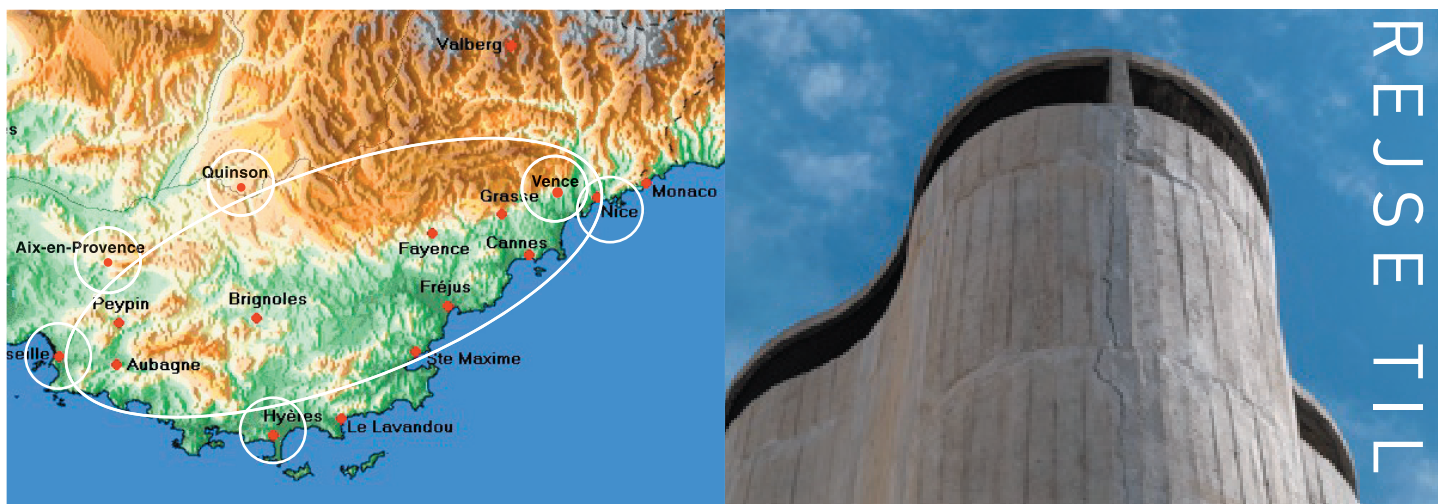 Valberg
s
Quinson
Vence
Monaco
Grasse
Nice
Aix-en-Provence
Fayence
Cannes
Peypin
Brignoles
Fréjus
seille
Aubagne
Ste Maxime
Hyères
Le Lavandou
REJSE TIL